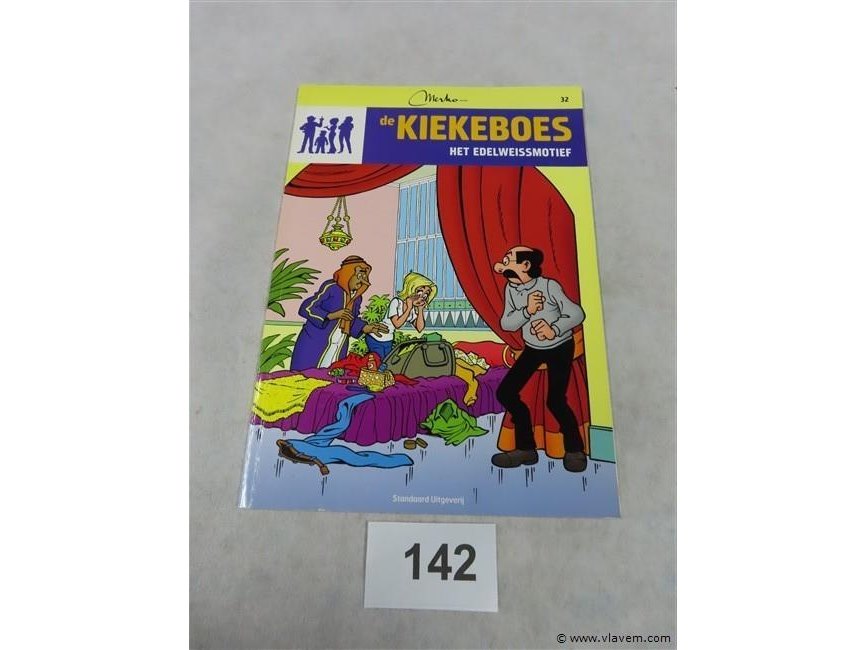 Merho
32
de KIEKEBOES
HET EDELWEISSMOTIEF
Standaard Uitgeverij
142
© www.vlavem.com